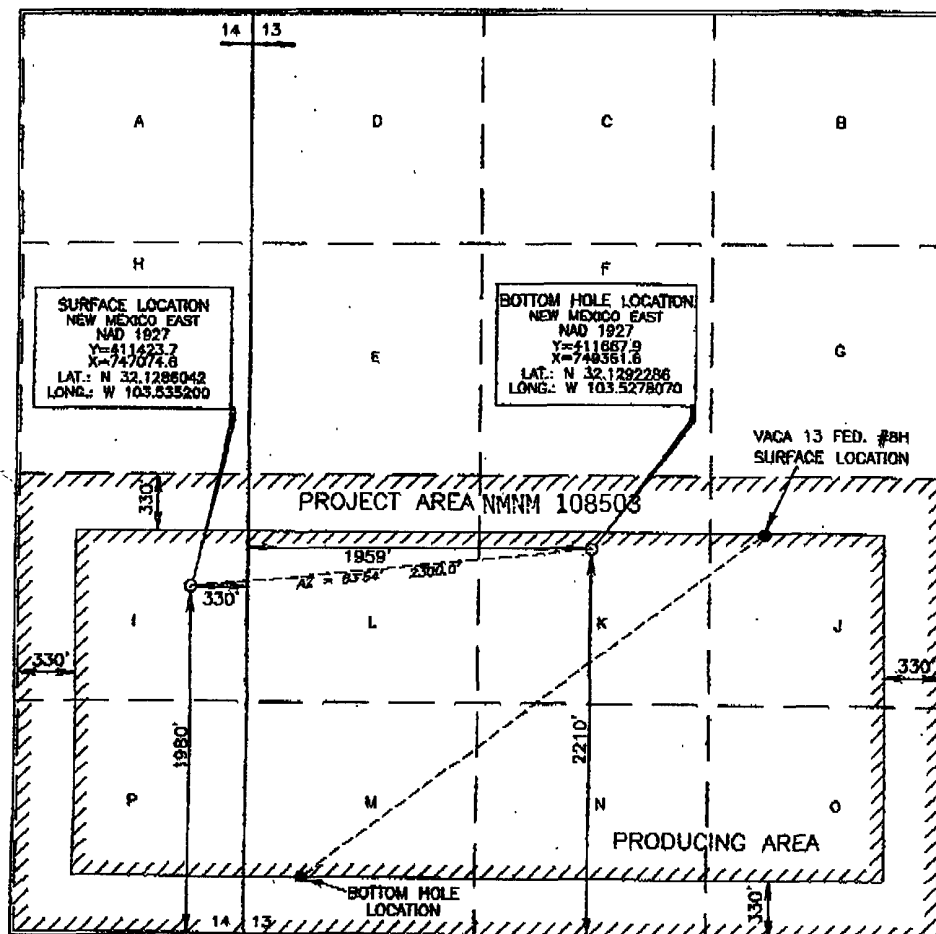 14 13
A
D
C
B
H
F
SURFACE LOCATION
NEW MEXICO EAST
NAD 1927
Y=411423.7
X=747074.6
LAT.: N 32.1286042
LONG.: W 103.535200
BOTTOM HOLE LOCATION
NEW MEXICO EAST
NAD 1927
Y=411667.9
X=749361.6
LAT.: N 32.1292286
LONG.: W 103.5278070
E
G
VACA 13 FED. #8H
SURFACE LOCATION
330'
PROJECT AREA NMNM 108503
1959'
AZ =
330'
I
L
K
J
330'
330'
1980'
2210'
P
M
N
O
PRODUCING AREA
BOTTOM HOLE
LOCATION
330'
14 13